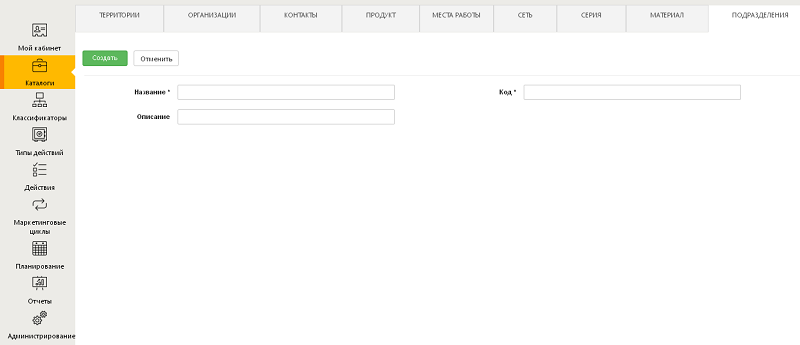 ТЕРРИТОРИИ ОРГАНИЗАЦИИ КОНТАКТЫ ПРОДУКТ МЕСТА РАБОТЫ СЕТЬ СЕРИЯ МАТЕРИАЛ ПОДРАЗДЕЛЕНИЯ
Мой кабинет
Каталоги
Классификаторы
Типы действий
Действия
Маркетинговые
циклы
Планирование
Отчеты
Администрирование
Создать Отменить
Название * Код *
Описание